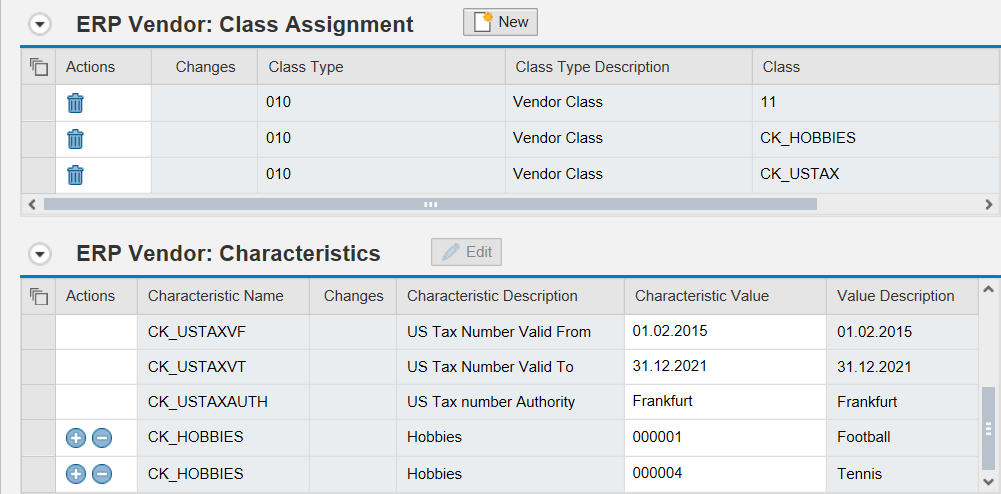 ERP Vendor: Class Assignment New
Actions Changes Class Type Class Type Description Class
010 Vendor Class 11
010 Vendor Class CK_HOBBIES
010 Vendor Class CK_USTAX
ERP Vendor: Characteristics Edit
Actions Characteristic Name Changes Characteristic Description Characteristic Value Value Description
CK_USTAXVF US Tax Number Valid From 01.02.2015 01.02.2015
CK_USTAXVT US Tax Number Valid To 31.12.2021 31.12.2021
CK_USTAXAUTH US Tax number Authority Frankfurt Frankfurt
CK_HOBBIES Hobbies 000001 Football
CK_HOBBIES Hobbies 000004 Tennis